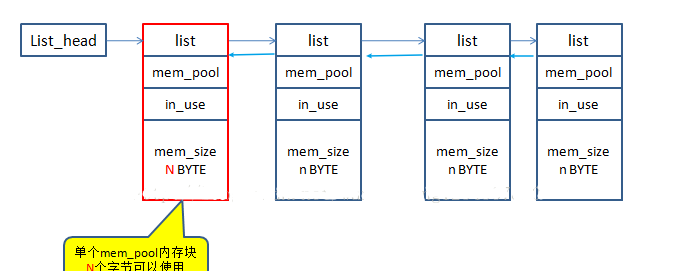 List_head
list
list
list
list
mem_pool
mem_pool
mem_pool
mem_pool
in_use
in_use
in_use
in_use
mem_size
mem_size
mem_size
mem_size
N BYTE
n BYTE
n BYTE
n BYTE
单个mem_pool内存块
N个字节可以使用